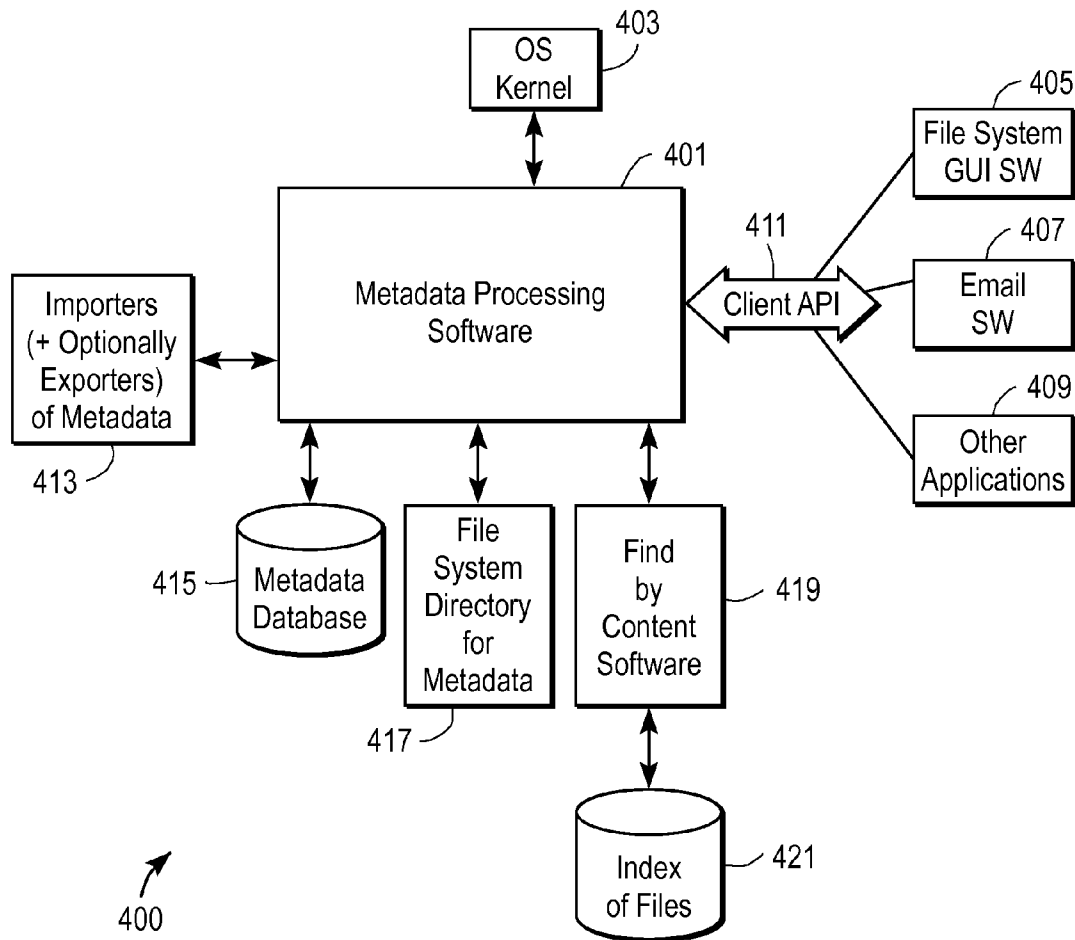 403
OS
Kernel
401
405
File System
GUI SW
411
407
Metadata Processing
Software
Client API
Email
SW
Importers
(+ Optionally
Exporters)
of Metadata
413
409
Other
Applications
415
Metadata
Database
File
System
Directory
for
Metadata
417
Find
by
Content
Software
419
Index
of Files
421
400